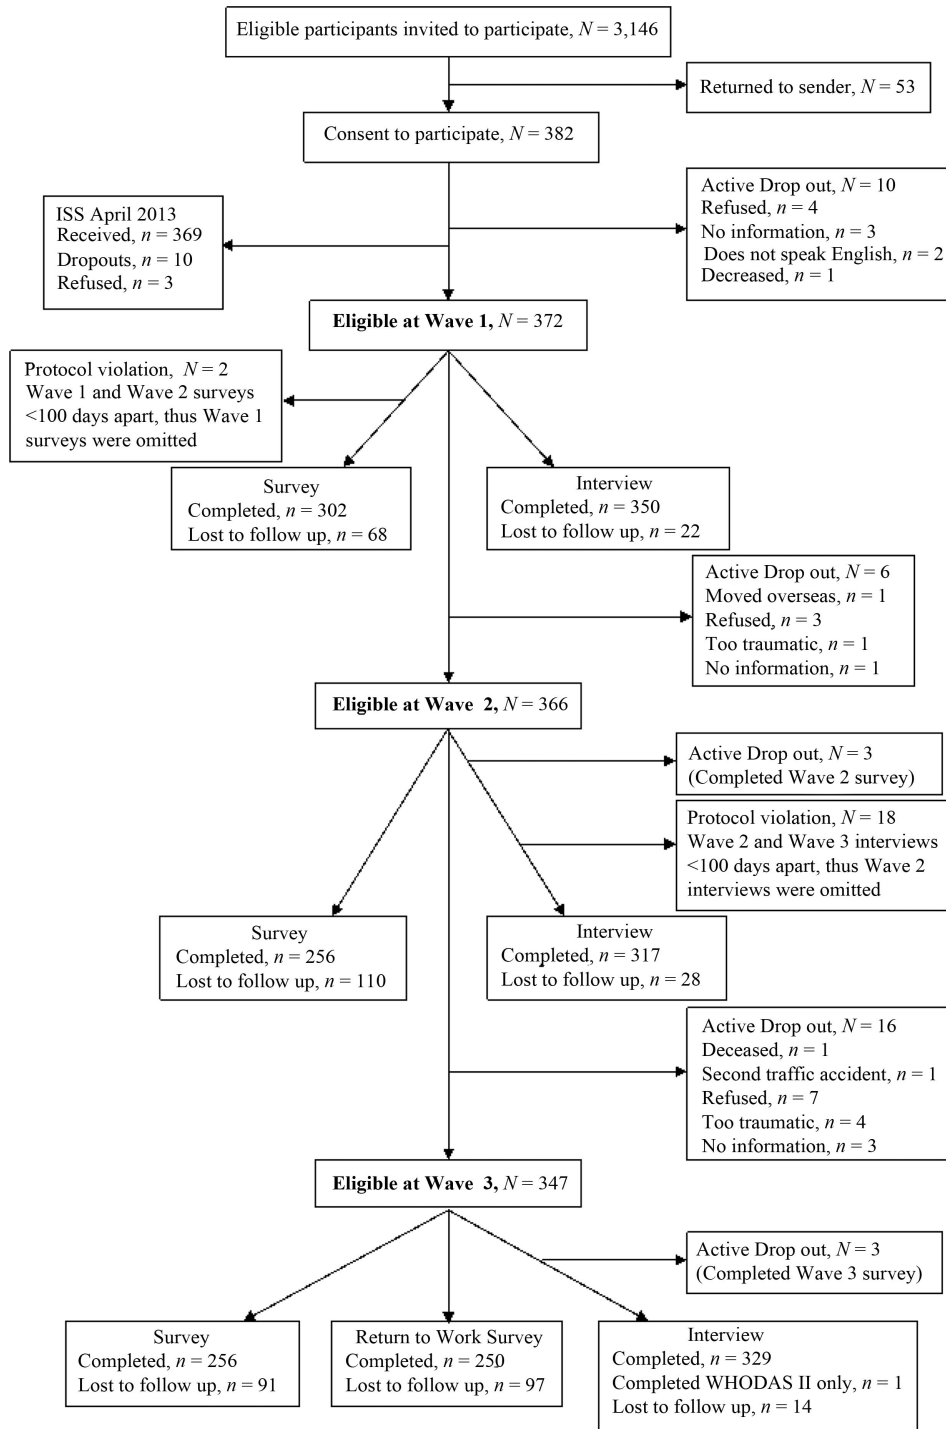 Eligible participants invited to participate, N = 3,146
Returned to sender, N = 53
Consent to participate, N = 382
Active Drop out, N = 10
Refused, n = 4
No information, n = 3
Does not speak English, n = 2
Decreased, n = 1
ISS April 2013
Received, n = 369
Dropouts, n = 10
Refused, n = 3
Eligible at Wave 1, N = 372
Protocol violation, N = 2
Wave 1 and Wave 2 surveys
<100 days apart, thus Wave 1
surveys were omitted
Survey
Completed, n = 302
Lost to follow up, n = 68
Interview
Completed, n = 350
Lost to follow up, n = 22
Active Drop out, N = 6
Moved overseas, n = 1
Refused, n = 3
Too traumatic, n = 1
No information, n = 1
Eligible at Wave 2, N = 366
Active Drop out, N = 3
(Completed Wave 2 survey)
Protocol violation, N = 18
Wave 2 and Wave 3 interviews
<100 days apart, thus Wave 2
interviews were omitted
Survey
Completed, n = 256
Lost to follow up, n = 110
Interview
Completed, n = 317
Lost to follow up, n = 28
Active Drop out, N = 16
Deceased, n = 1
Second traffic accident, n = 1
Refused, n = 7
Too traumatic, n = 4
No information, n = 3
Eligible at Wave 3, N = 347
Active Drop out, N = 3
(Completed Wave 3 survey)
Survey
Completed, n = 256
Lost to follow up, n = 91
Return to Work Survey
Completed, n = 250
Lost to follow up, n = 97
Interview
Completed, n = 329
Completed WHODAS II only, n = 1
Lost to follow up, n = 14